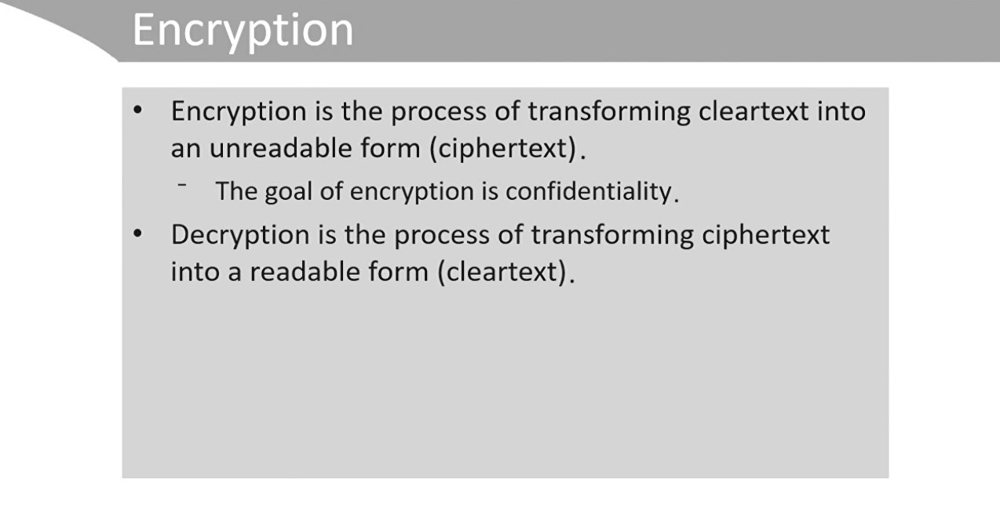 Encryption
• Encryption is the process of transforming cleartext into
an unreadable form (ciphertext).
- The goal of encryption is confidentiality.
• Decryption is the process of transforming ciphertext
into a readable form (cleartext).